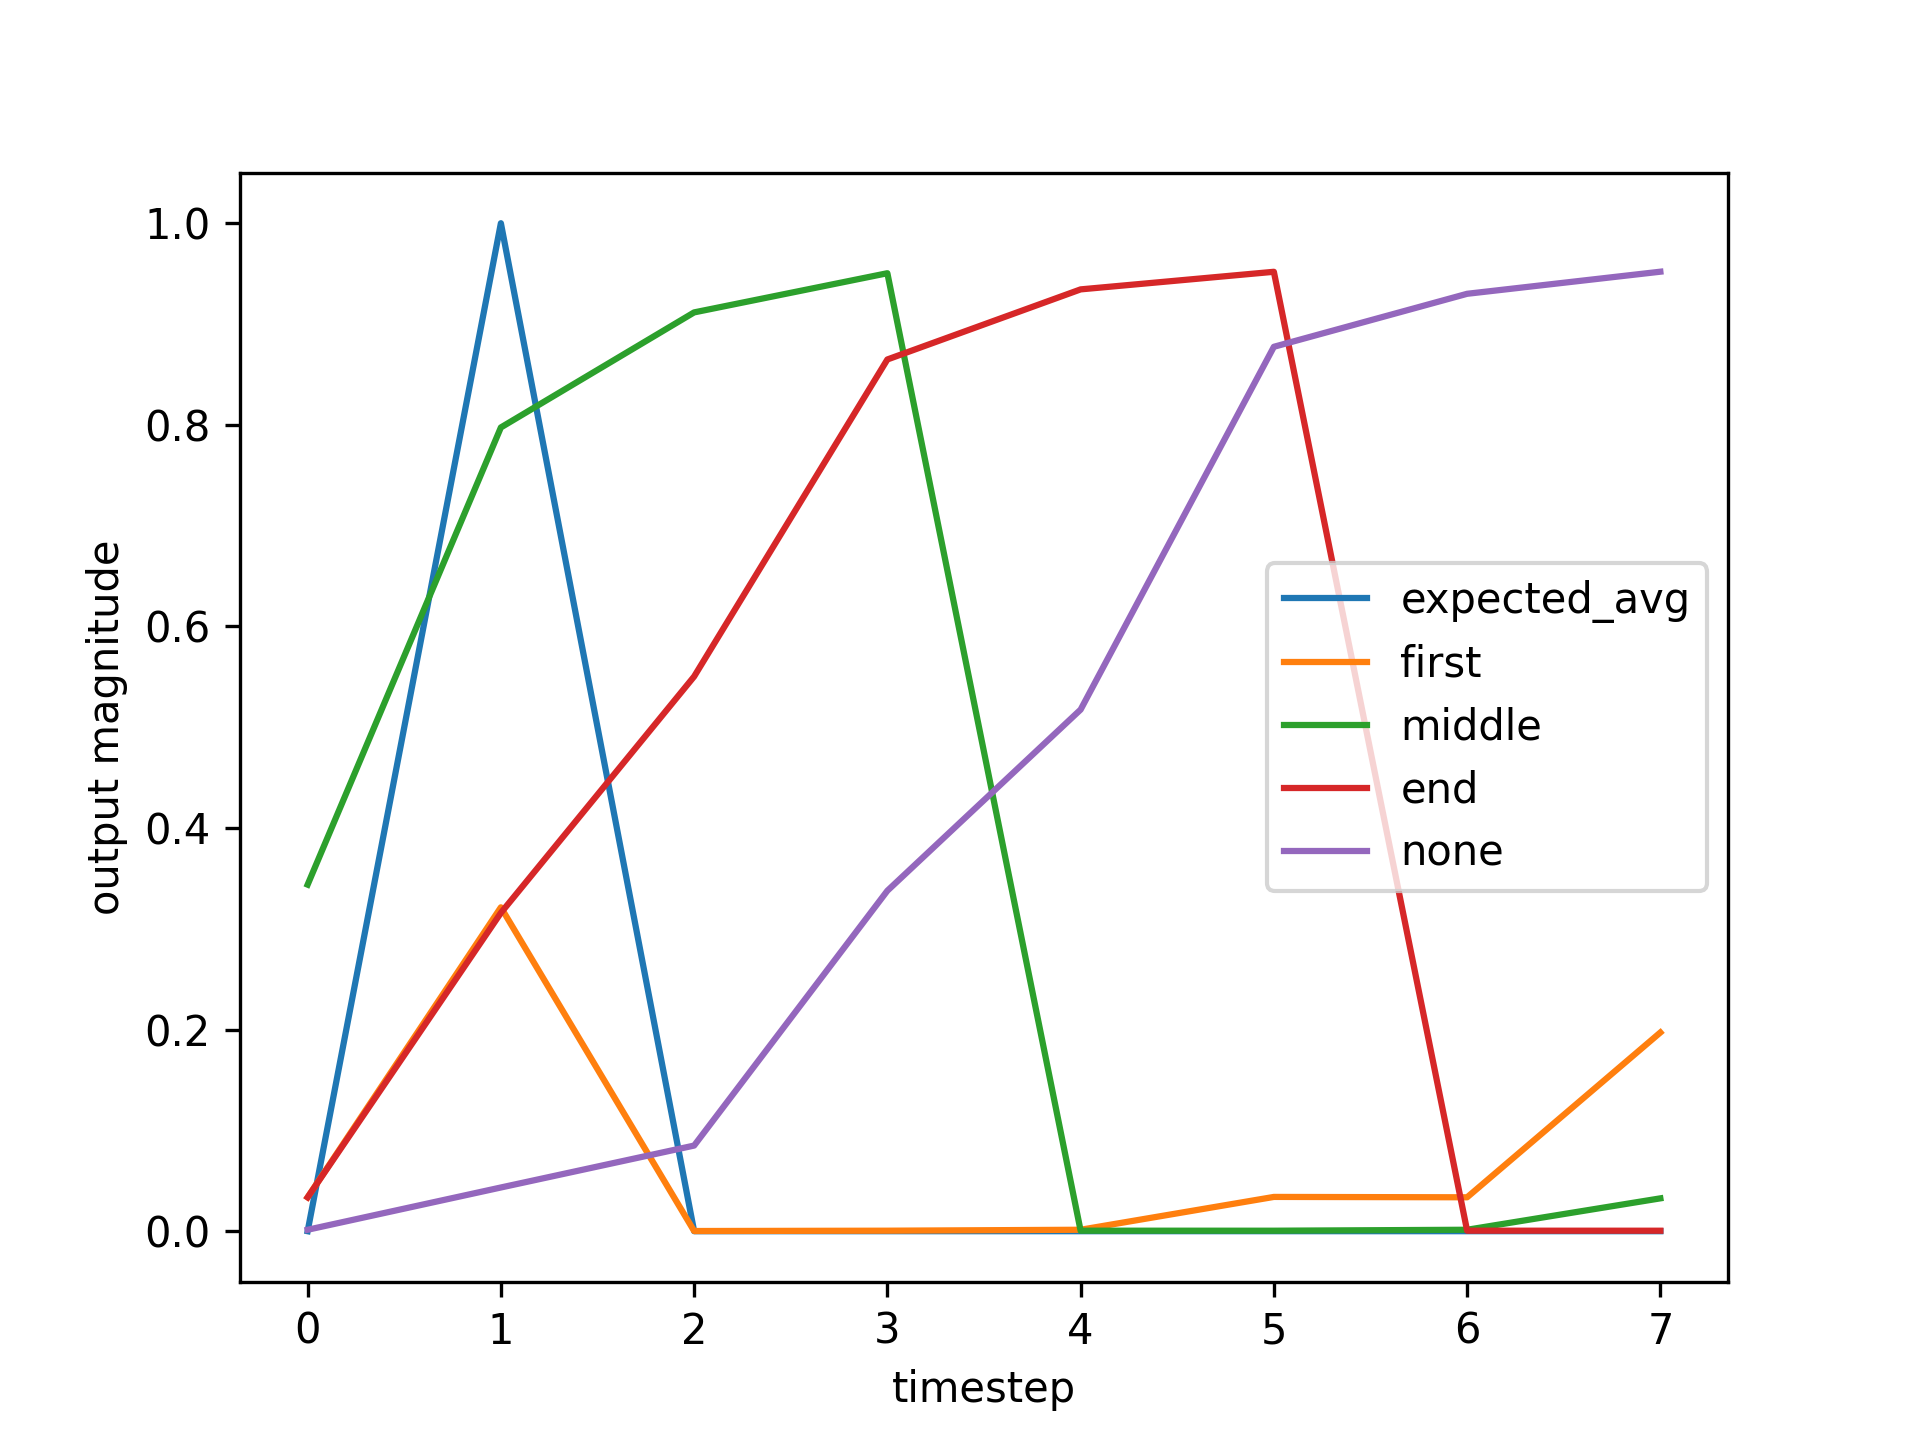 1.0
0.8
0.6
0.4
0.2
0.0
output magnitude
expected_avg
first
middle
end
none
0 1 2 3 4 5 6 7
timestep